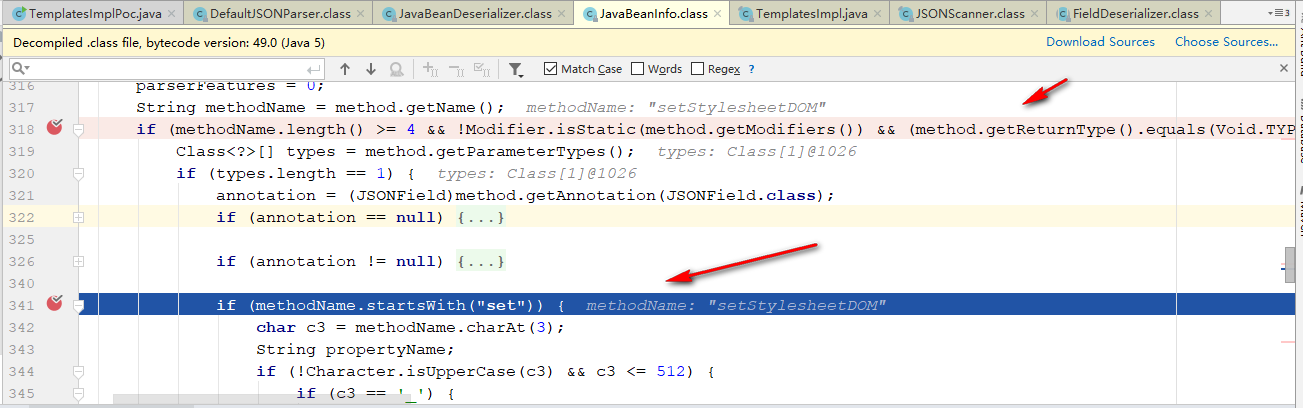 TemplatesImplPoc.java DefaultJSONParser.class JavaBeanDeserializer.class JavaBeanInfo.class TemplatesImpl.java JSONScanner.class FieldDeserializer.class 3
Decompiled .class file, bytecode version: 49.0 (Java 5) Download Sources Choose Sources...
Match Case Words Regex ?
316 parserFeatures = 0;
317 String methodName = method.getName(); methodName: "setStylesheetDOM"
318 if (methodName.length() >= 4 && !Modifier.isStatic(method.getModifiers()) && (method.getReturnType().equals(Void.TYP
319 Class<?>[] types = method.getParameterTypes(); types: Class[1]@1026
320 if (types.length == 1) { types: Class[1]@1026
321 annotation = (JSONField)method.getAnnotation(JSONField.class);
322 if (annotation == null) {...}
325
326 if (annotation != null) {...}
340
341 if (methodName.startsWith("set")) { methodName: "setStylesheetDOM"
342 char c3 = methodName.charAt(3);
343 String propertyName;
344 if (!Character.isUpperCase(c3) && c3 <= 512) {
345 if (c3 == '_') {